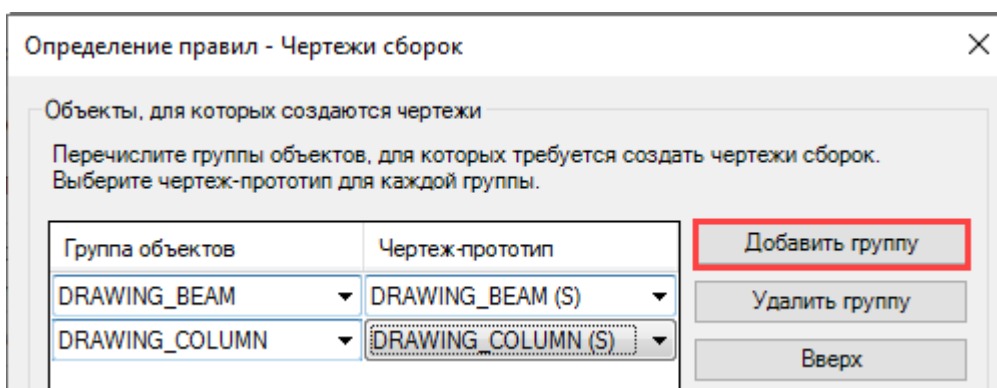 Определение правил - Чертежи сборок
Объекты, для которых создаются чертежи
Перечислите группы объектов, для которых требуется создать чертежи сборок.
Выберите чертеж-прототип для каждой группы.
Группа объектов Чертеж-прототип
DRAWING_BEAM DRAWING_BEAM (S)
DRAWING_COLUMN DRAWING_COLUMN (S)
Добавить группу
Удалить группу
Вверх